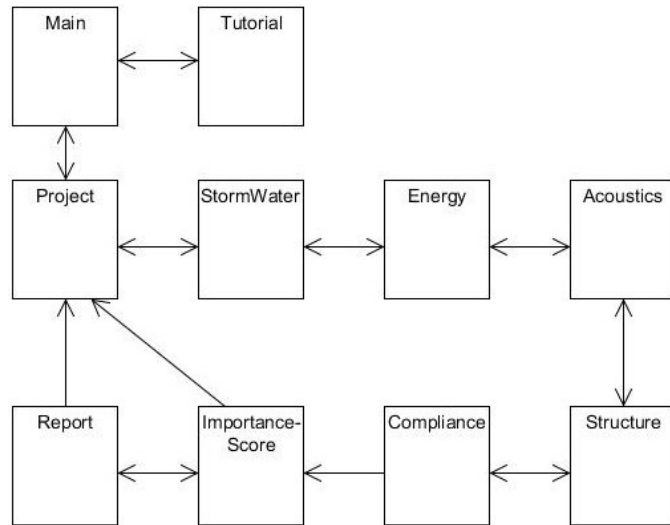 Main
Tutorial
Project
StormWater
Energy
Acoustics
Report
Importance-
Score
Compliance
Structure